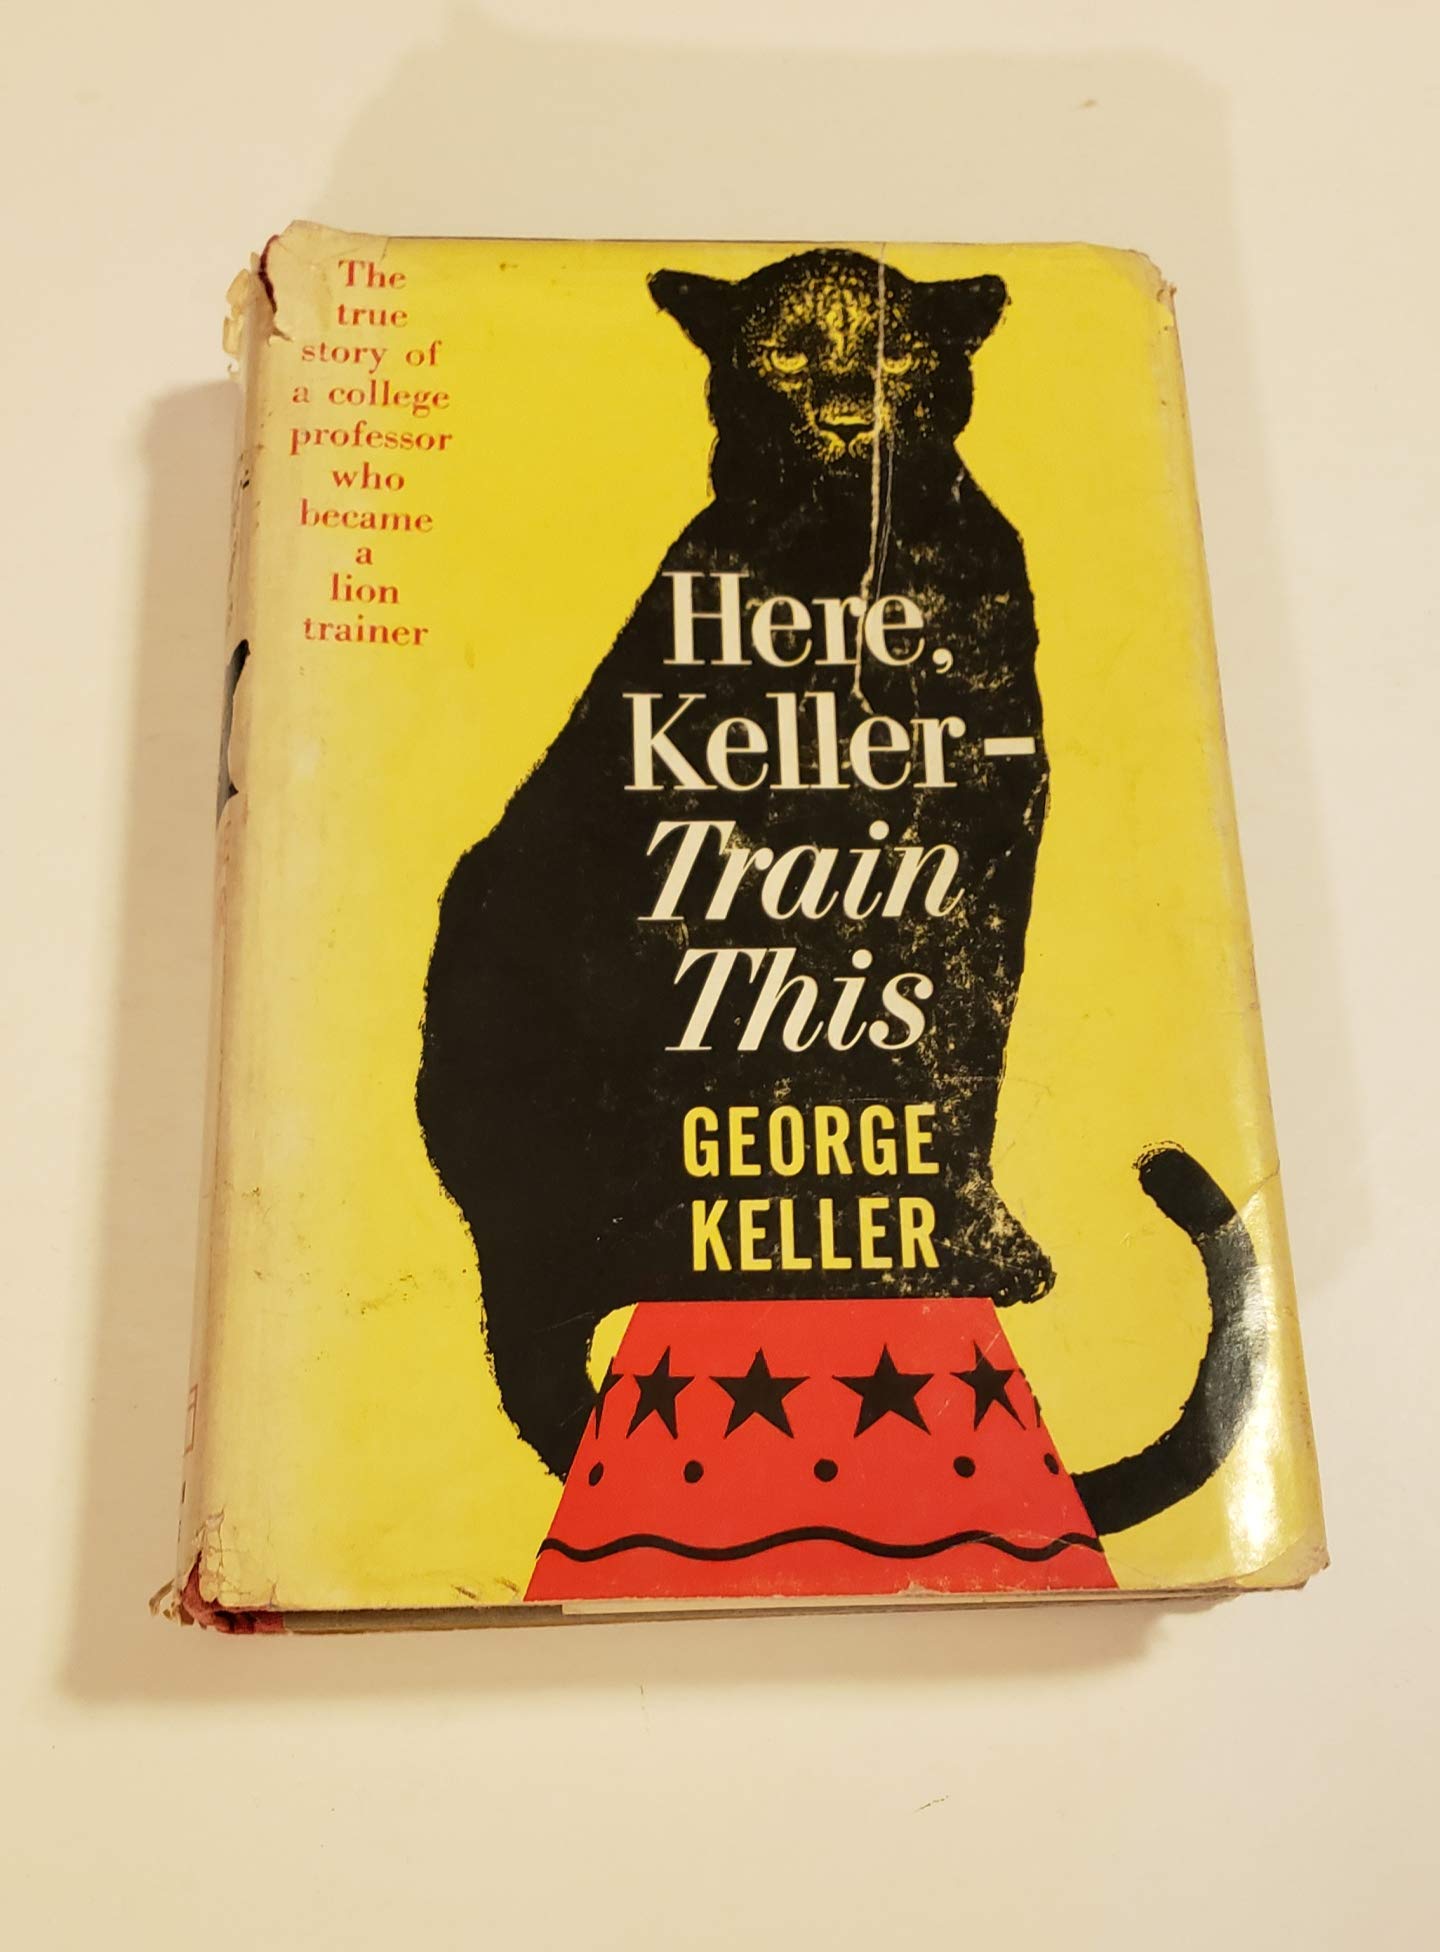 The
true
story of
a college
professor
who
became
a
lion
trainer
Here,
Keller–
Train
This
GEORGE
KELLER